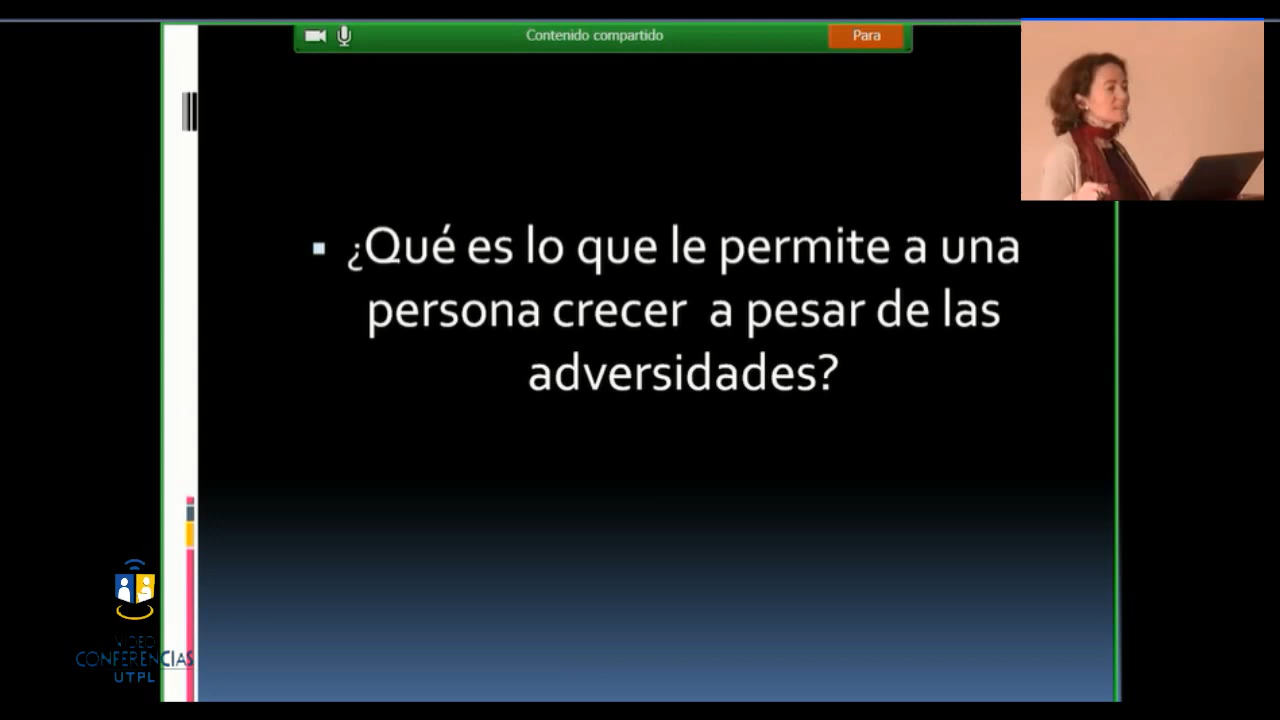 Contenido compartido
Para
▪ ¿Qué es lo que le permite a una
persona crecer a pesar de las
adversidades?
VIDEO
CONFERENCIAS
UTPL